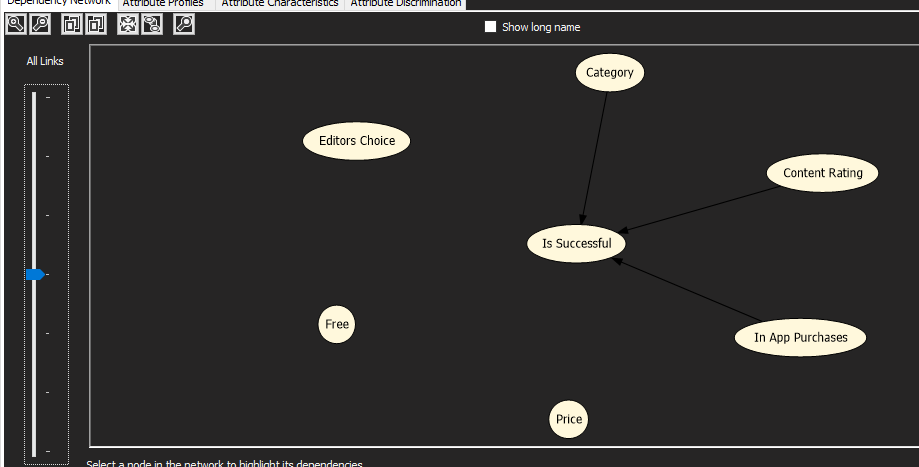 Dependency Network Attribute Profiles Attribute Characteristics Attribute Discrimination
Show long name
All Links
Category
Editors Choice
Content Rating
Is Successful
Free
In App Purchases
Price
Select a node in the network to highlight its dependencies